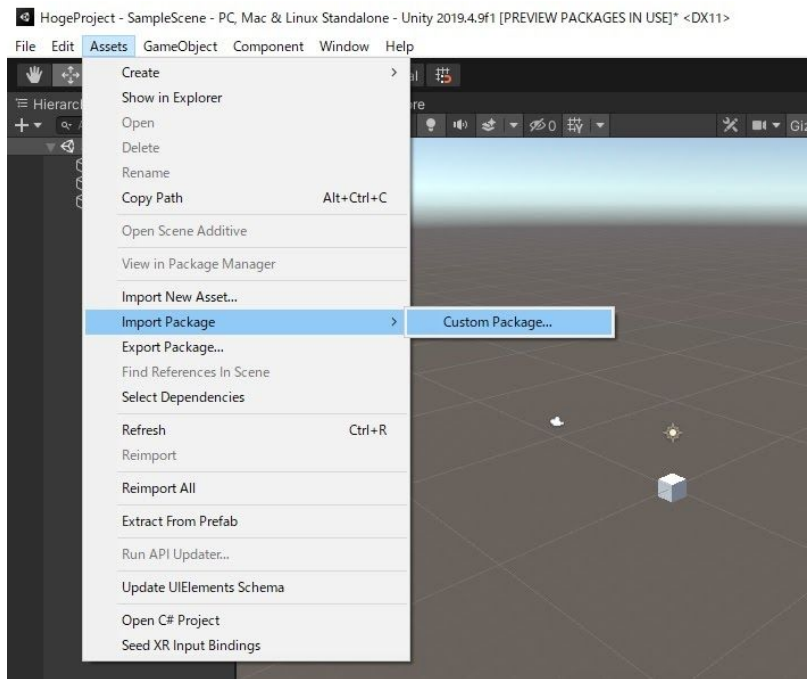 HogeProject - SampleScene - PC, Mac & Linux Standalone - Unity 2019.4.9f1 [PREVIEW PACKAGES IN USE]* <DX11>
File Edit Assets GameObject Component Window Help
Create >
Show in Explorer
Open
Delete
Rename
Copy Path Alt+Ctrl+C
Open Scene Additive
View in Package Manager
Import New Asset...
Import Package > Custom Package...
Export Package...
Find References In Scene
Select Dependencies
Refresh Ctrl+R
Reimport
Reimport All
Extract From Prefab
Run API Updater...
Update UIElements Schema
Open C# Project
Seed XR Input Bindings
0